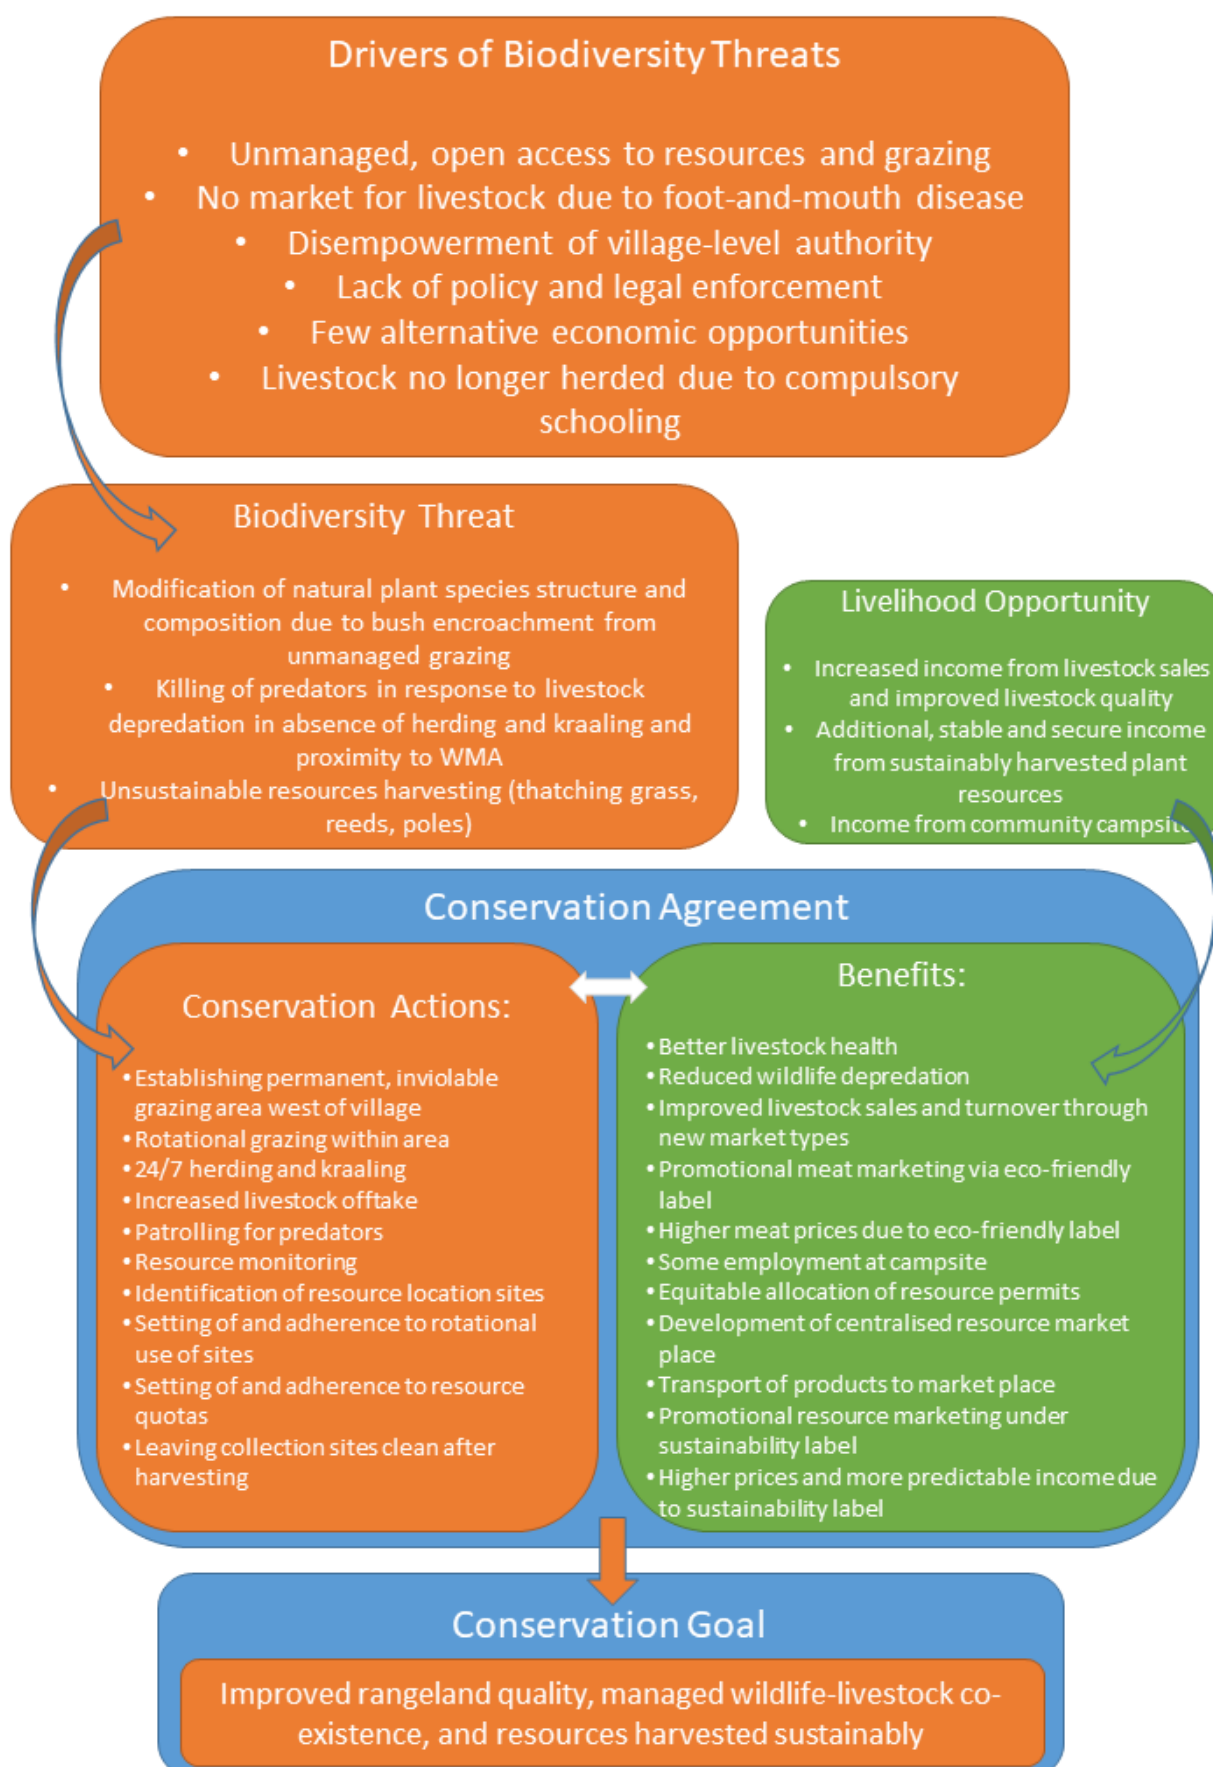 Drivers of Biodiversity Threats
• Unmanaged, open access to resources and grazing
• No market for livestock due to foot-and-mouth disease
• Disempowerment of village-level authority
• Lack of policy and legal enforcement
• Few alternative economic opportunities
• Livestock no longer herded due to compulsory
schooling
Biodiversity Threat
• Modification of natural plant species structure and
composition due to bush encroachment from
unmanaged grazing
• Killing of predators in response to livestock
depredation in absence of herding and kraaling and
proximity to WMA
• Unsustainable resources harvesting (thatching grass,
reeds, poles)
Livelihood Opportunity
• Increased income from livestock sales
and improved livestock quality
• Additional, stable and secure income
from sustainably harvested plant
resources
• Income from community campsite
Conservation Agreement
Conservation Actions:
• Establishing permanent, inviolable
grazing area west of village
• Rotational grazing within area
• 24/7 herding and kraaling
• Increased livestock offtake
• Patrolling for predators
• Resource monitoring
• Identification of resource location sites
• Setting of and adherence to rotational
use of sites
• Setting of and adherence to resource
quotas
• Leaving collection sites clean after
harvesting
Benefits:
• Better livestock health
• Reduced wildlife depredation
• Improved livestock sales and turnover through
new market types
• Promotional meat marketing via eco-friendly
label
• Higher meat prices due to eco-friendly label
• Some employment at campsite
• Equitable allocation of resource permits
• Development of centralised resource market
place
• Transport of products to market place
• Promotional resource marketing under
sustainability label
• Higher prices and more predictable income due
to sustainability label
Conservation Goal
Improved rangeland quality, managed wildlife-livestock co-
existence, and resources harvested sustainably